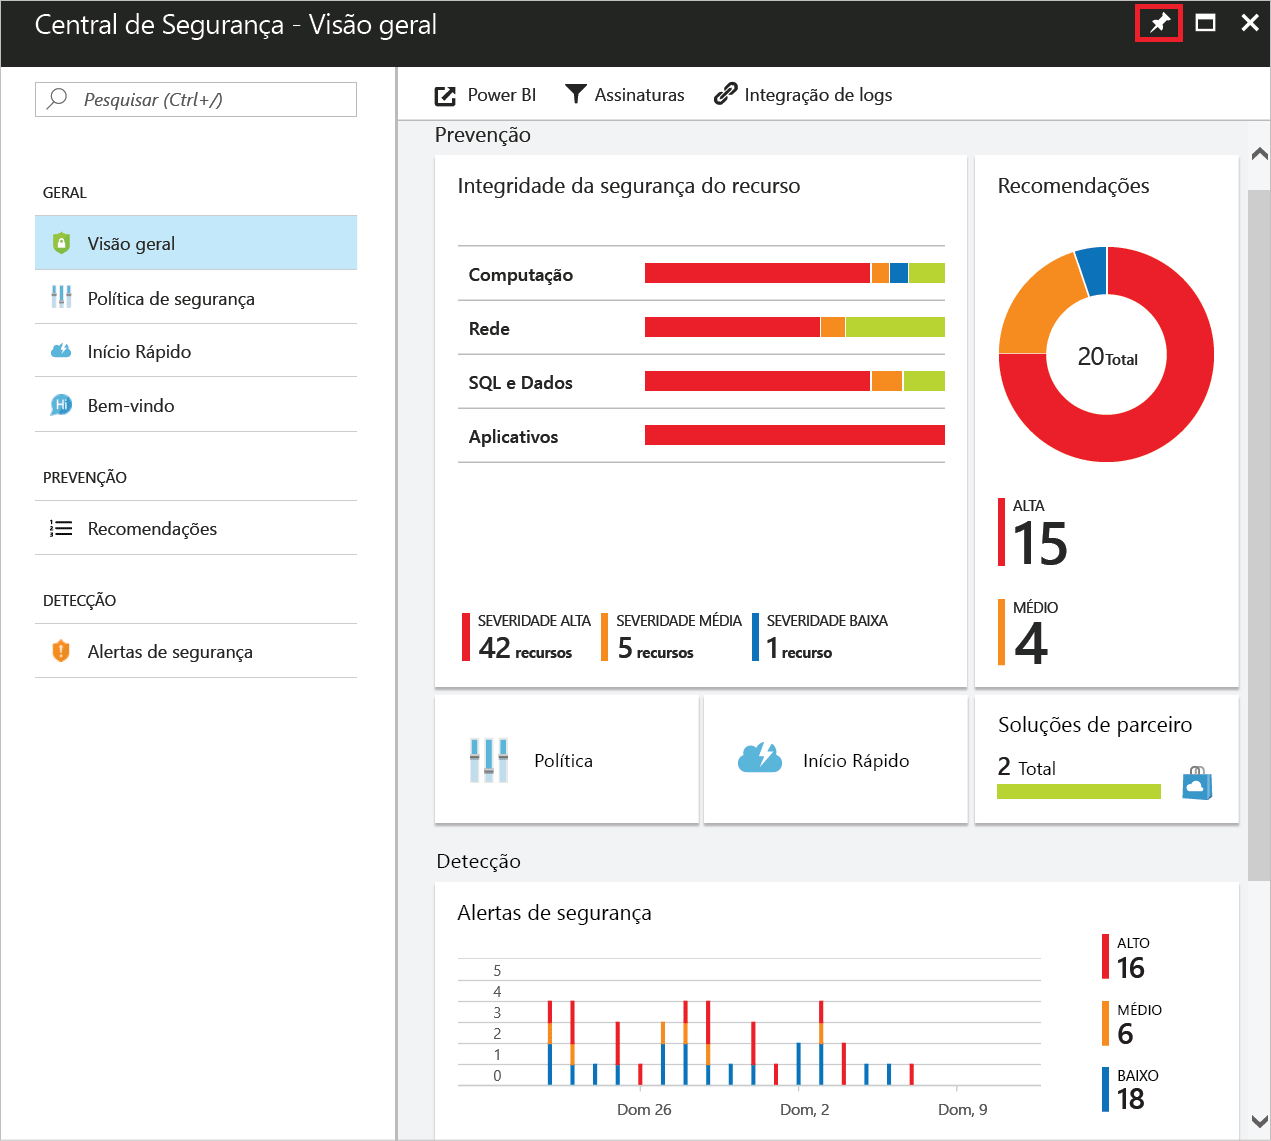 Central de Segurança - Visão geral
Pesquisar (Ctrl+/)
GERAL
Visão geral
Política de segurança
Início Rápido
Hi
Bem-vindo
PREVENÇÃO
Recomendações
DETECÇÃO
Alertas de segurança
Power BI
Assinaturas
Integração de logs
Prevenção
Integridade da segurança do recurso
Computação
Rede
SQL e Dados
Aplicativos
SEVERIDADE ALTA
42 recursos
SEVERIDADE MÉDIA
5 recursos
SEVERIDADE BAIXA
1 recurso
Recomendações
20 Total
ALTA
15
MÉDIO
4
Política
Início Rápido
Soluções de parceiro
2 Total
Detecção
Alertas de segurança
5
4
3
2
1
0
Dom 26
Dom, 2
Dom, 9
ALTO
16
MÉDIO
6
BAIXO
18